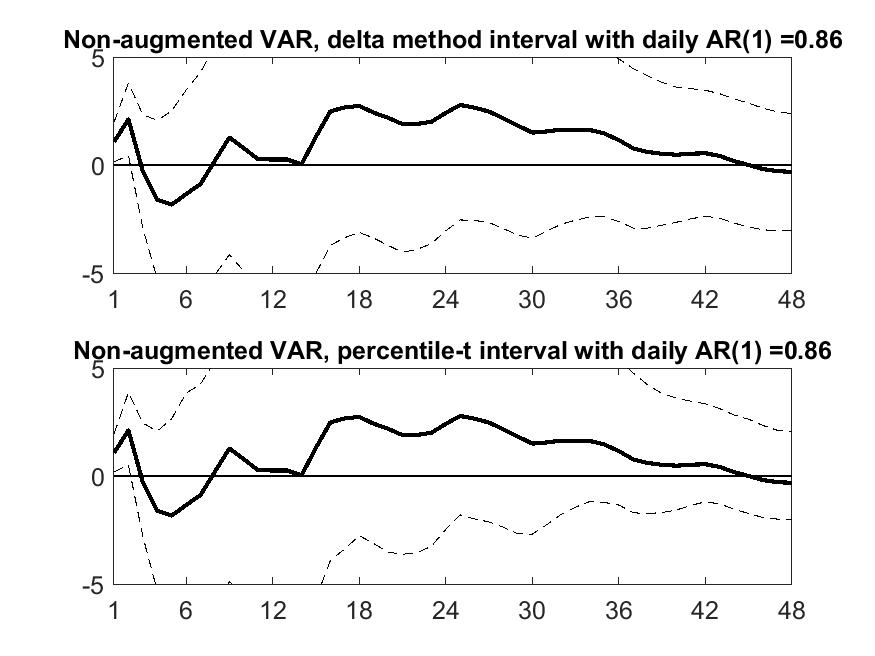 Non-augmented VAR, delta method interval with daily AR(1) =0.86
5
0
-5
1 6 12 18 24 30 36 42 48
Non-augmented VAR, percentile-t interval with daily AR(1) =0.86
5
0
-5
1 6 12 18 24 30 36 42 48